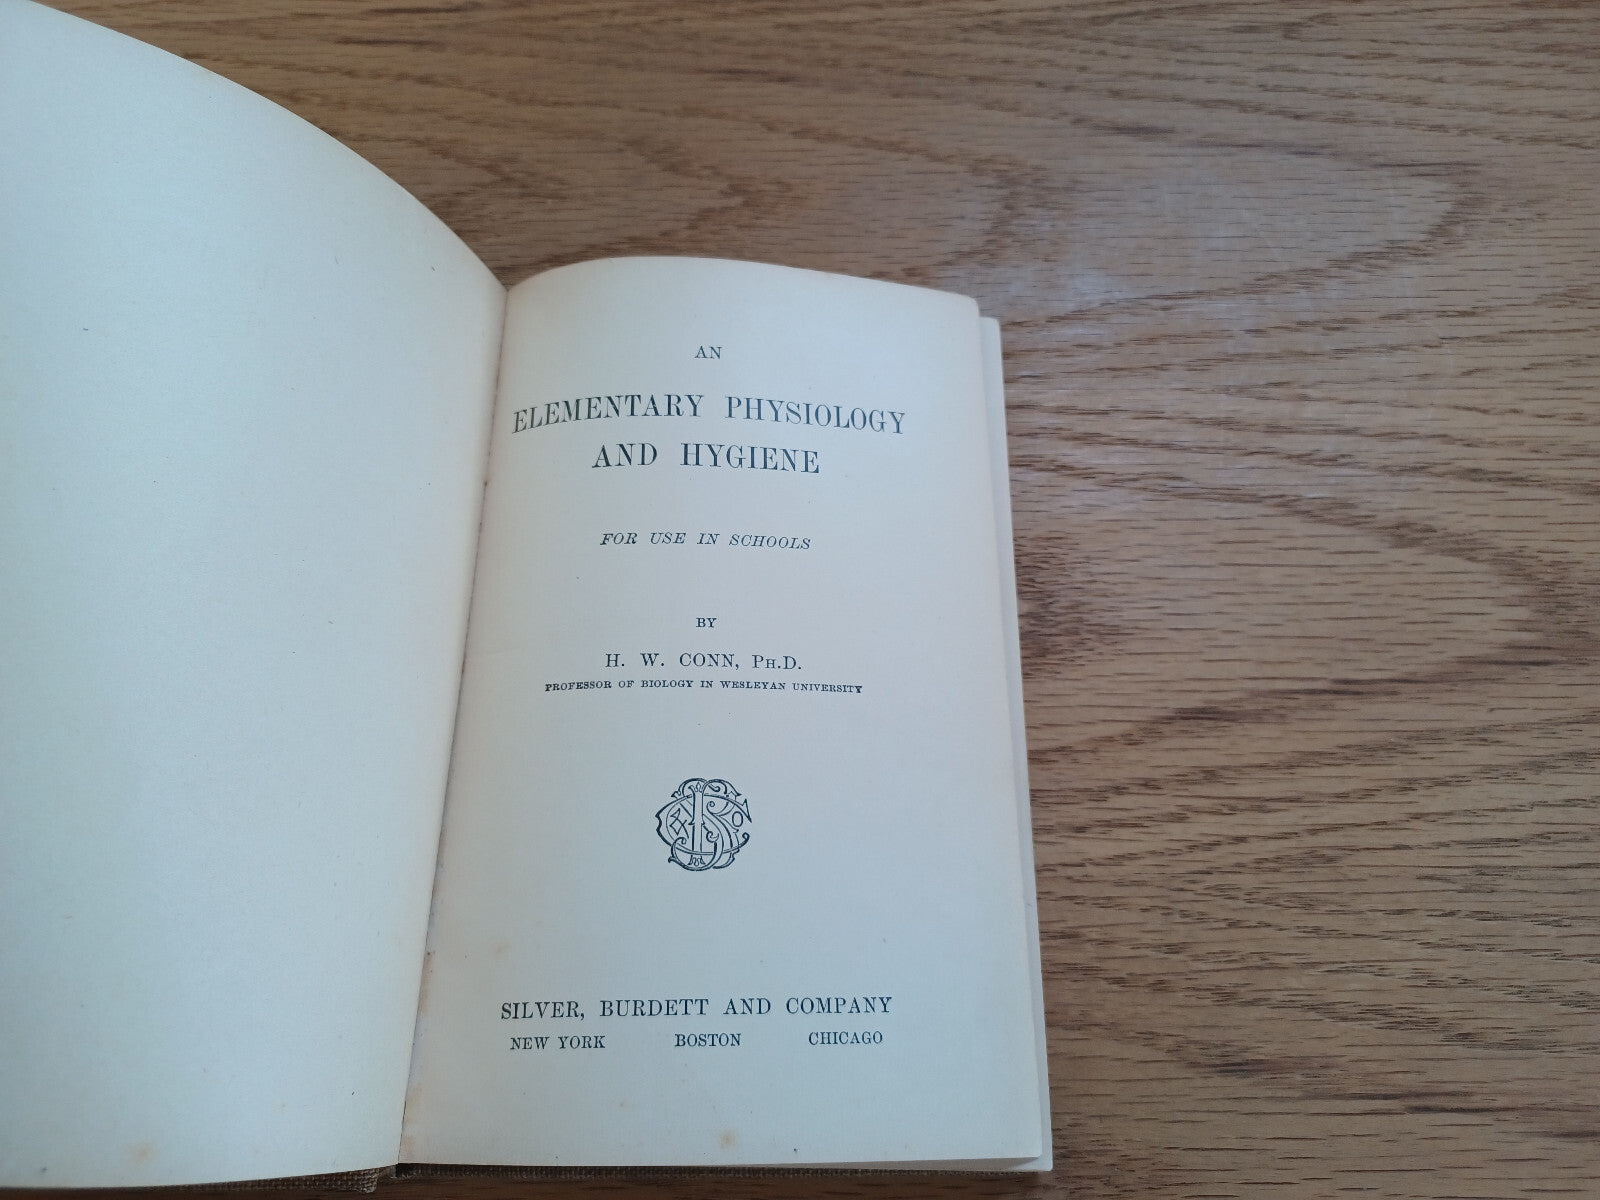 AN
ELEMENTARY PHYSIOLOGY
AND HYGIENE
FOR USE IN SCHOOLS
BY
H. W. CONN, PH.D.
PROFESSOR OF BIOLOGY IN WESLEYAN UNIVERSITY
SILVER, BURDETT AND COMPANY
NEW YORK BOSTON CHICAGO